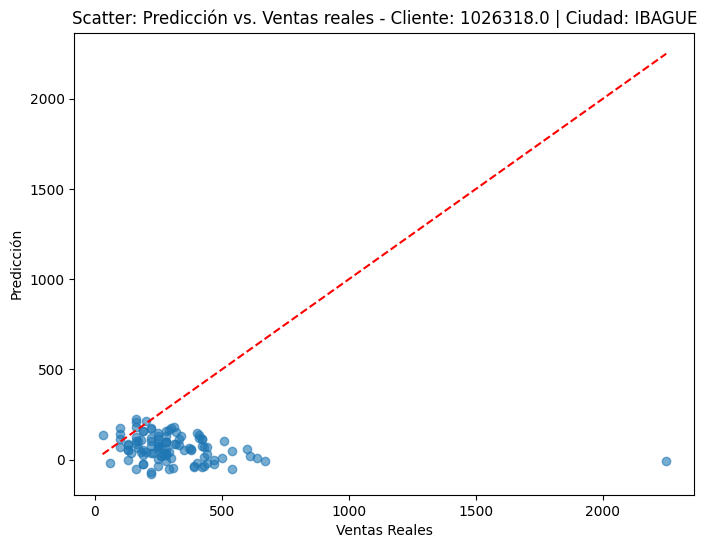 Scatter: Predicción vs. Ventas reales - Cliente: 1026318.0 | Ciudad: IBAGUE
2000
1500
1000
500
0
Predicción
0 500 1000 1500 2000
Ventas Reales